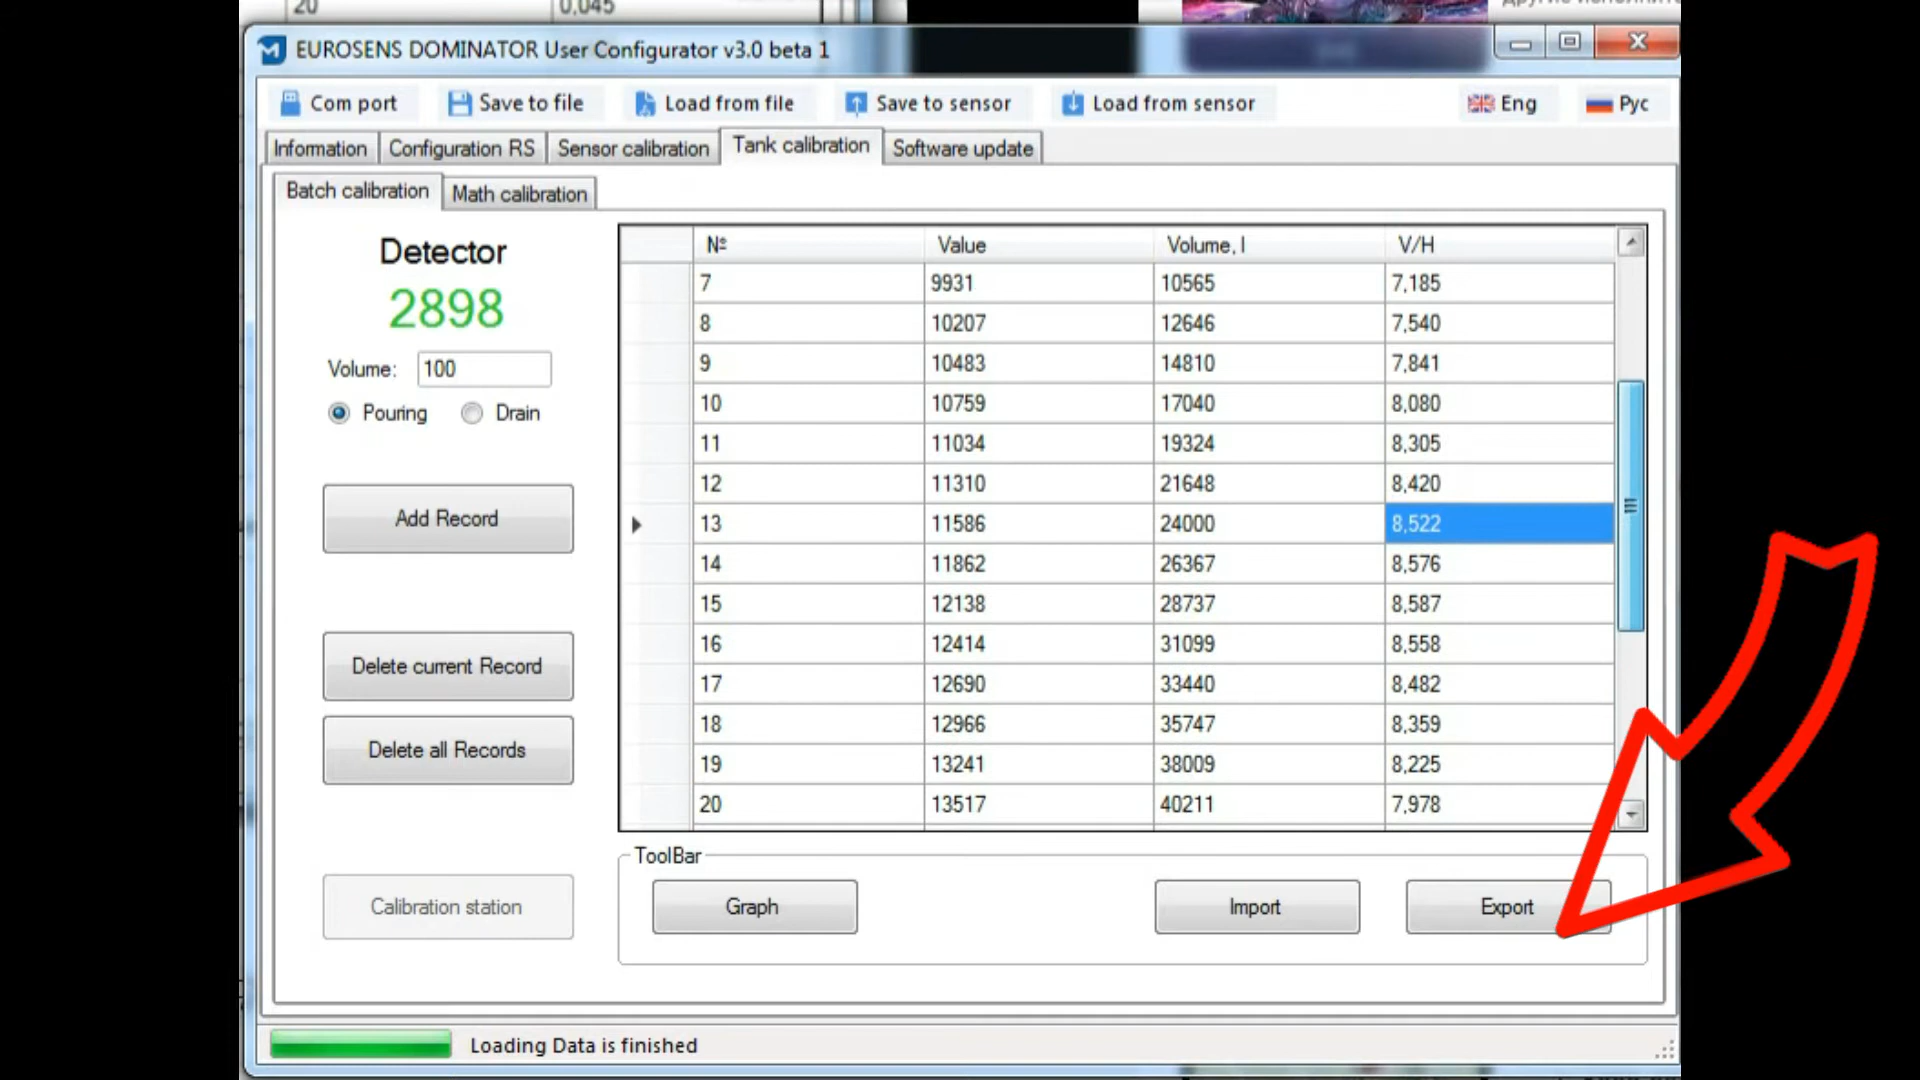 20 0,045
EUROSENS DOMINATOR User Configurator v3.0 beta 1
Com port Save to file Load from file Save to sensor Load from sensor Eng Рус
Information Configuration RS Sensor calibration Tank calibration Software update
Batch calibration Math calibration
Detector
2898
Volume: 100
Pouring Drain
Add Record
Delete current Record
Delete all Records
Calibration station
№ Value Volume, l V/H
7 9931 10565 7,185
8 10207 12646 7,540
9 10483 14810 7,841
10 10759 17040 8,080
11 11034 19324 8,305
12 11310 21648 8,420
13 11586 24000 8,522
14 11862 26367 8,576
15 12138 28737 8,587
16 12414 31099 8,558
17 12690 33440 8,482
18 12966 35747 8,359
19 13241 38009 8,225
20 13517 40211 7,978
ToolBar
Graph Import Export
Loading Data is finished